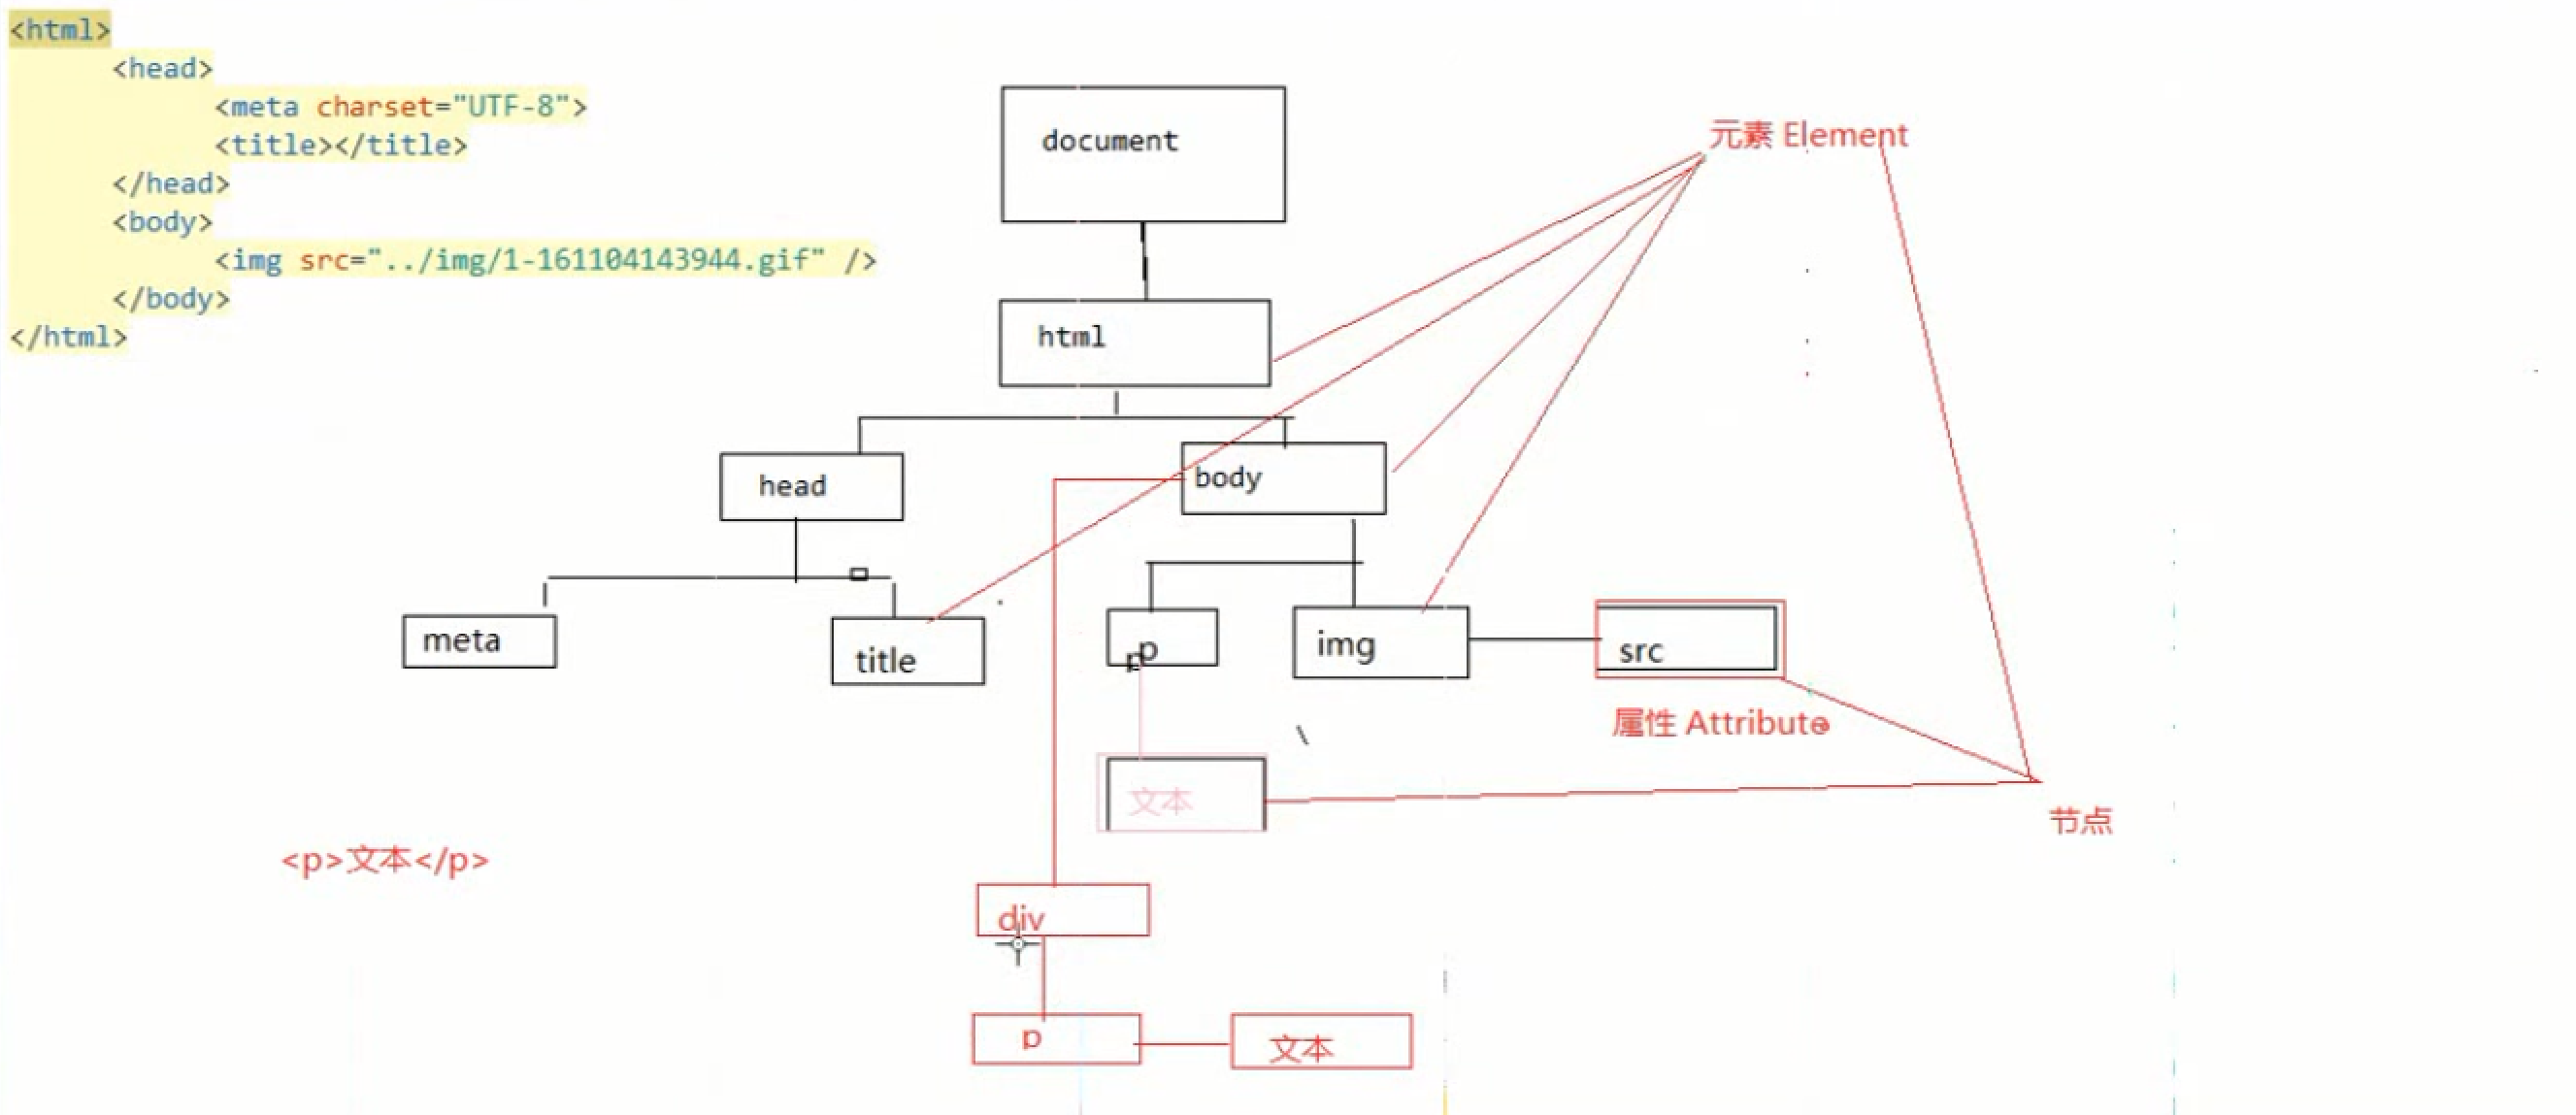 <html>
<head>
<meta charset="UTF-8">
<title></title>
</head>
<body>
<img src="../img/1-161104143944.gif" />
</body>
</html>
document
元素 Element
html
head
body
meta
title
p
p
img
src
属性 Attribute
文本
节点
<p>文本</p>
div
p
文本